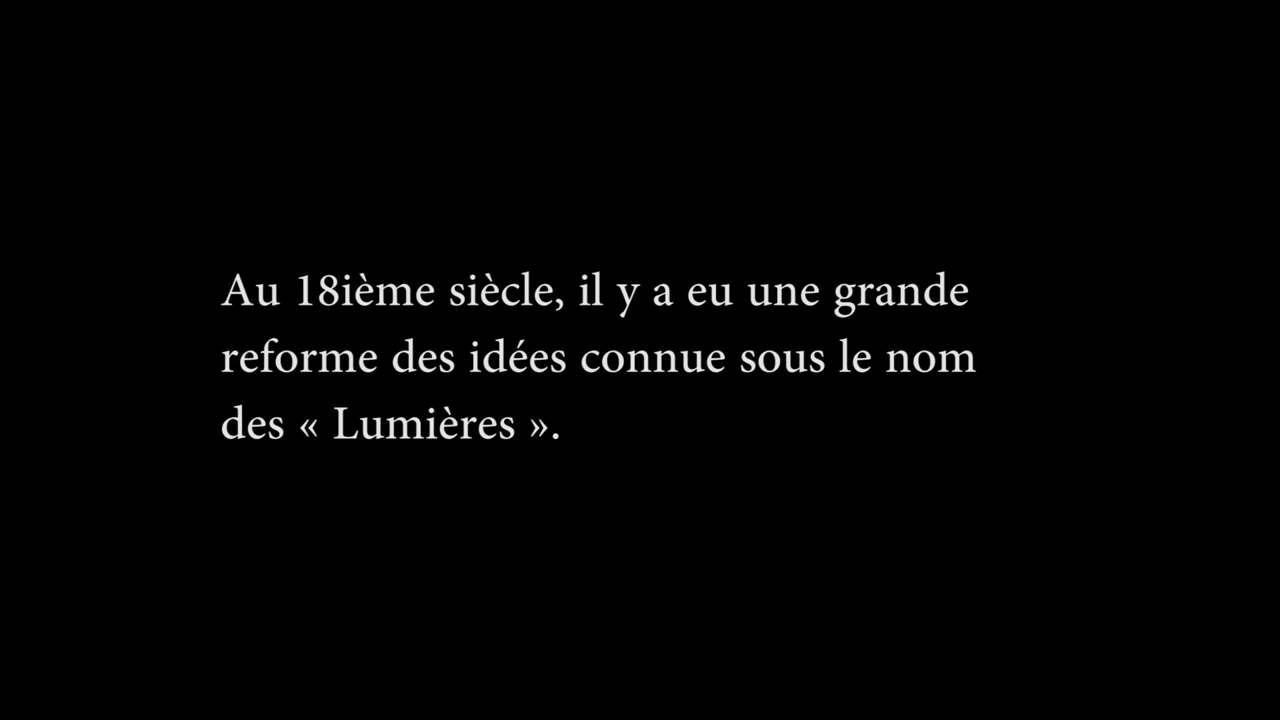 Au 18ième siècle, il y a eu une grande
reforme des idées connue sous le nom
des « Lumières ».